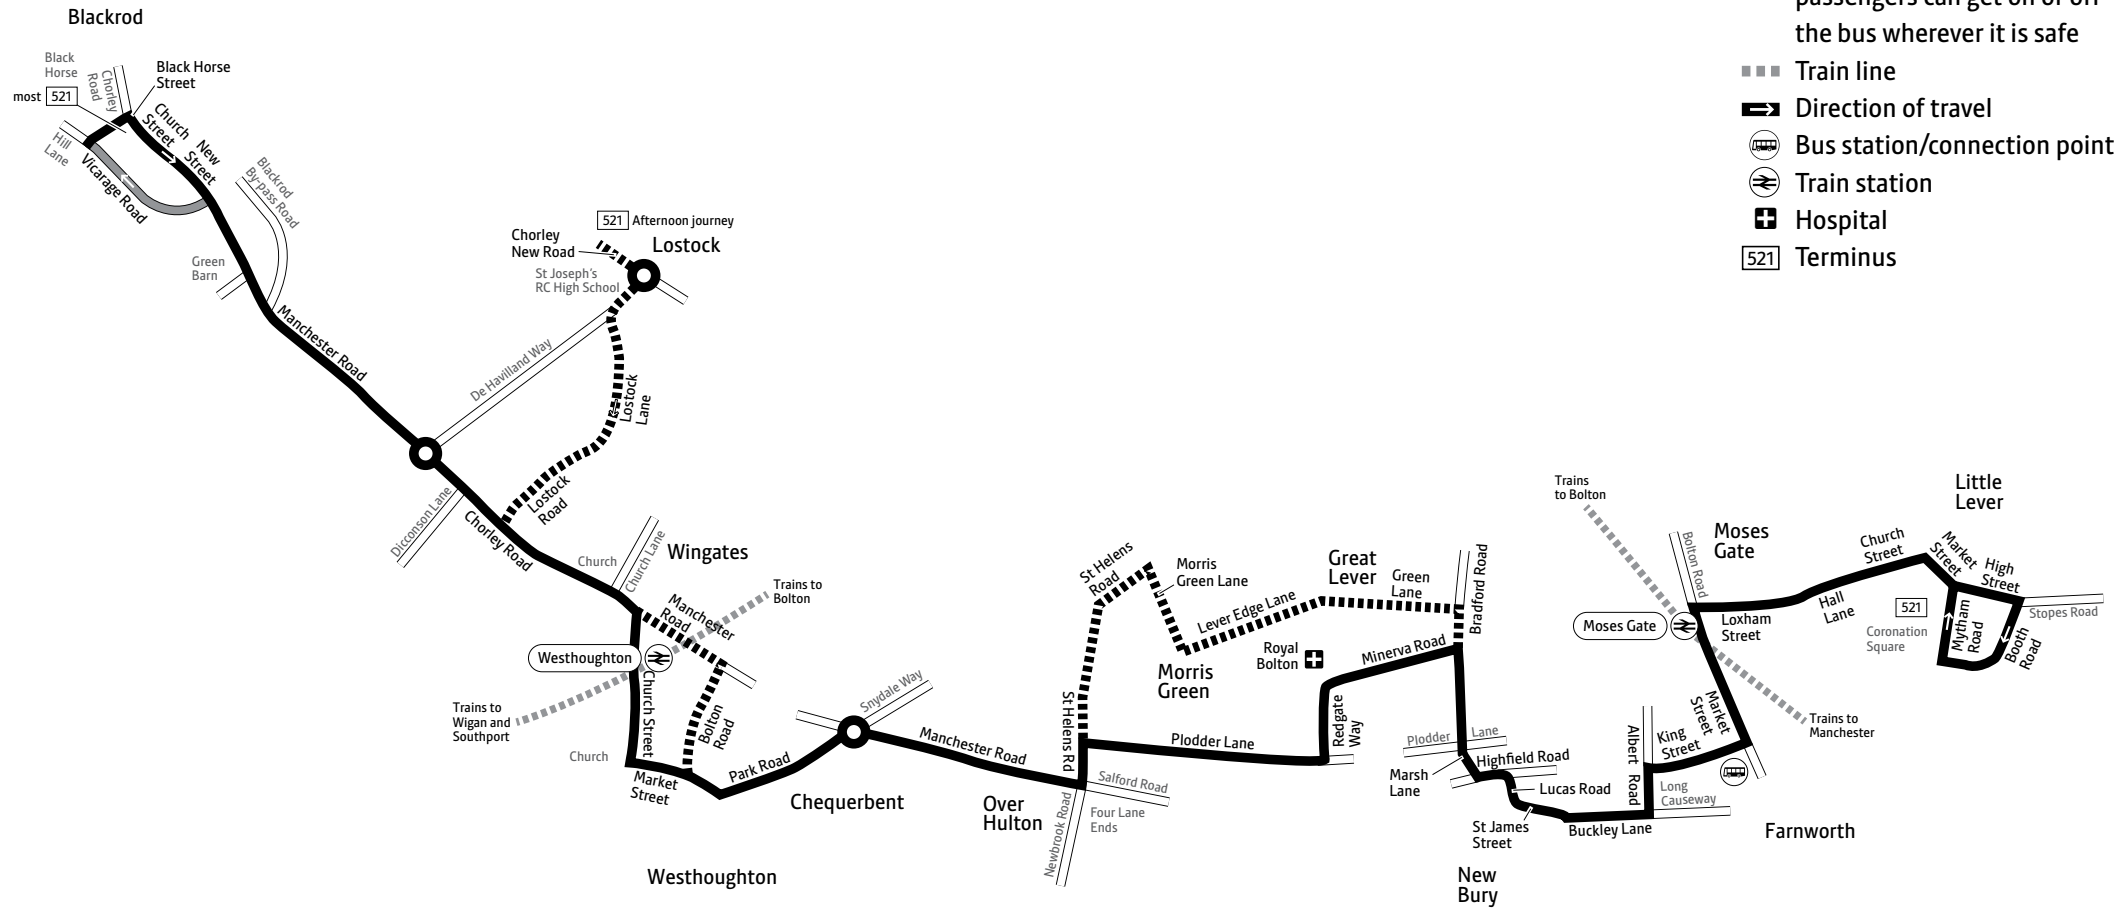 Blackrod
Black
Horse
most 521
Chorley
Road
Black Horse
Street
Church
Street
New
Street
Hill
Lane
Vicarage Road
Blackrod
By-pass Road
Green
Barn
Manchester Road
521 Afternoon journey
Chorley
New Road
Lostock
St Joseph's
RC High School
De Havilland Way
Lostock
Lane
Lostock
Road
Dicconson Lane
Chorley Road
Church
Church Lane
Wingates
Trains to
Bolton
Manchester
Road
Westhoughton
Church Street
Trains to
Wigan and
Southport
Church
Bolton
Road
Market
Street
Park Road
Snydale Way
Chequerbent
Westhoughton
Manchester Road
Over
Hulton
St Helens Rd
Salford Road
Four Lane
Ends
Newbrook Road
St Helens
Road
Morris
Green Lane
Morris
Green
Lever Edge Lane
Great
Lever
Green
Lane
Bradford Road
Royal
Bolton
Minerva Road
Plodder Lane
Redgate
Way
Plodder Lane
Marsh
Lane
Highfield Road
Lucas Road
St James
Street
Buckley Lane
New
Bury
Albert Road
King
Street
Long
Causeway
Market
Street
Farnworth
Trains
to Bolton
Bolton Road
Moses
Gate
Moses Gate
Loxham
Street
Trains to
Manchester
Hall
Lane
Church
Street
Market
Street
Little
Lever
High
Street
Stopes Road
521
Coronation
Square
Mytham
Road
Booth
Road
passengers can get on or off
the bus wherever it is safe
Train line
Direction of travel
Bus station/connection point
Train station
Hospital
521 Terminus